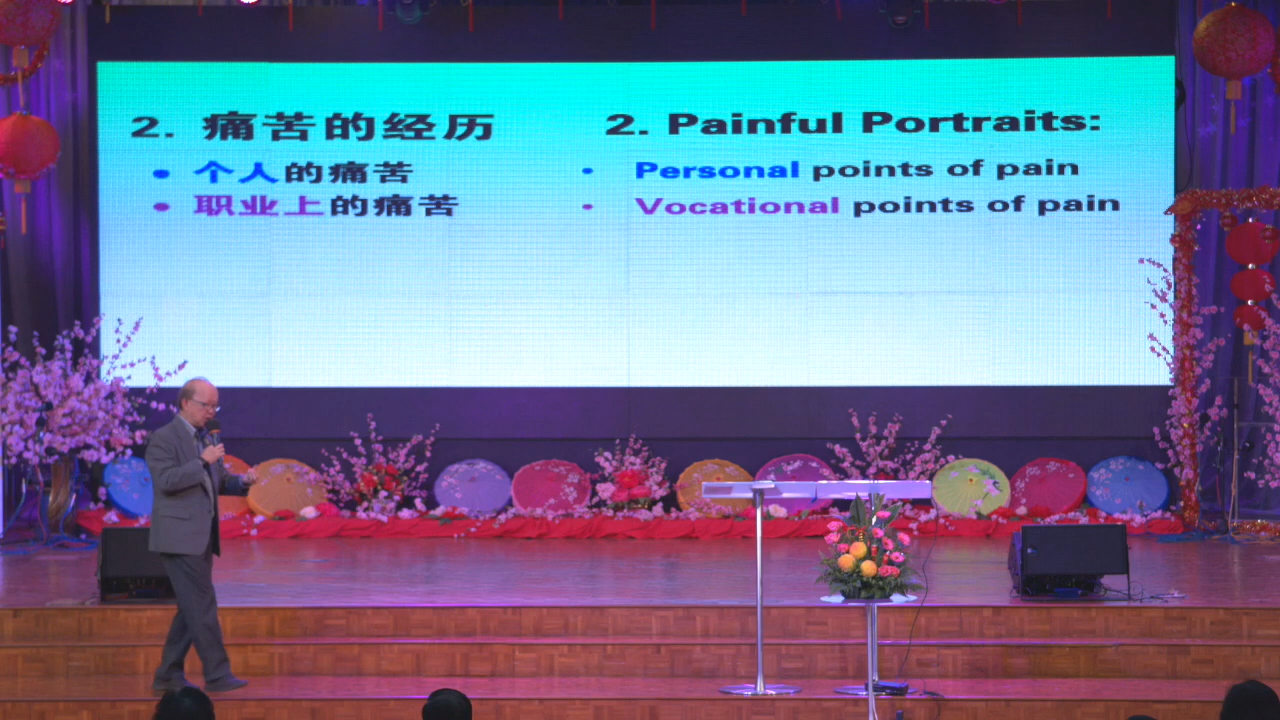 2. 痛苦的经历
• 个人的痛苦
• 职业上的痛苦
2. Painful Portraits:
• Personal points of pain
• Vocational points of pain